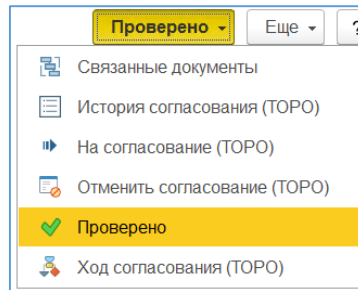 Проверено Еще ?
Связанные документы
История согласования (ТОРО)
На согласование (ТОРО)
Отменить согласование (ТОРО)
Проверено
Ход согласования (ТОРО)